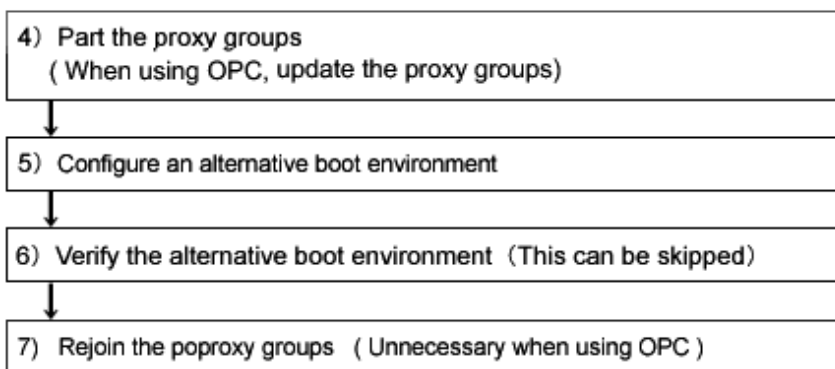 4）Part the proxy groups
( When using OPC, update the proxy groups)
5）Configure an alternative boot environment
6）Verify the alternative boot environment（This can be skipped）
7) Rejoin the poproxy groups ( Unnecessary when using OPC )